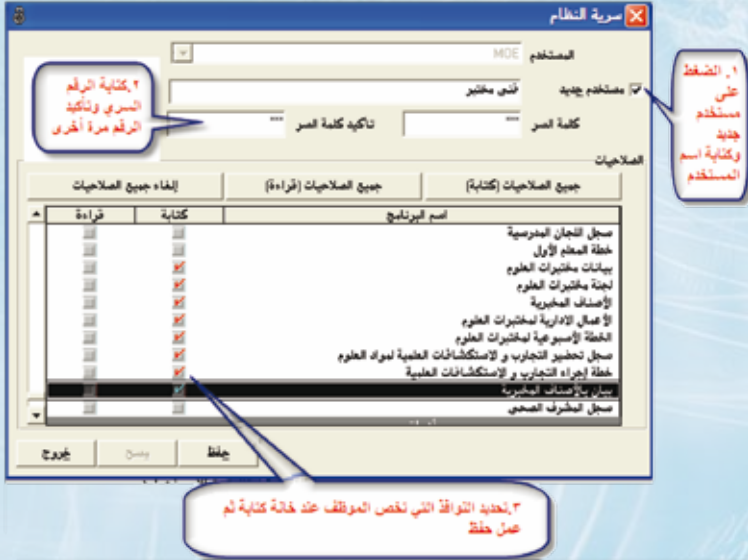 سرية النظام
المستخدم MOE
مستخدم جديد فني مختبر
كلمة السر *** تاكيد كلمة السر ***
١. الضغط
على
مستخدم
جديد
وكتابة اسم
المستخدم
٢.كتابة الرقم
السري وتأكيد
الرقم مرة أخرى
الصلاحيات
جميع الصلاحيات (كتابة) جميع الصلاحيات (قراءة) إلغاء جميع الصلاحيات
اسم البرنامج كتابة قراءة
سجل اللجان المدرسية
خطة المعلم الأول
بيانات مختبرات العلوم
لجنة مختبرات العلوم
الأصناف المخبرية
الأعمال الادارية لمختبرات العلوم
الخطة الأسبوعية لمختبرات العلوم
سجل تحضير التجارب و الاستكشافات العلمية لمواد العلوم
خطة إجراء التجارب و الاستكشافات العلمية
بيان بالأصناف المخبرية
سجل المشرف الصحي
حفظ يمسح خروج
٣.تحديد النوافذ التي تخص الموظف عند خانة كتابة ثم
عمل حفظ